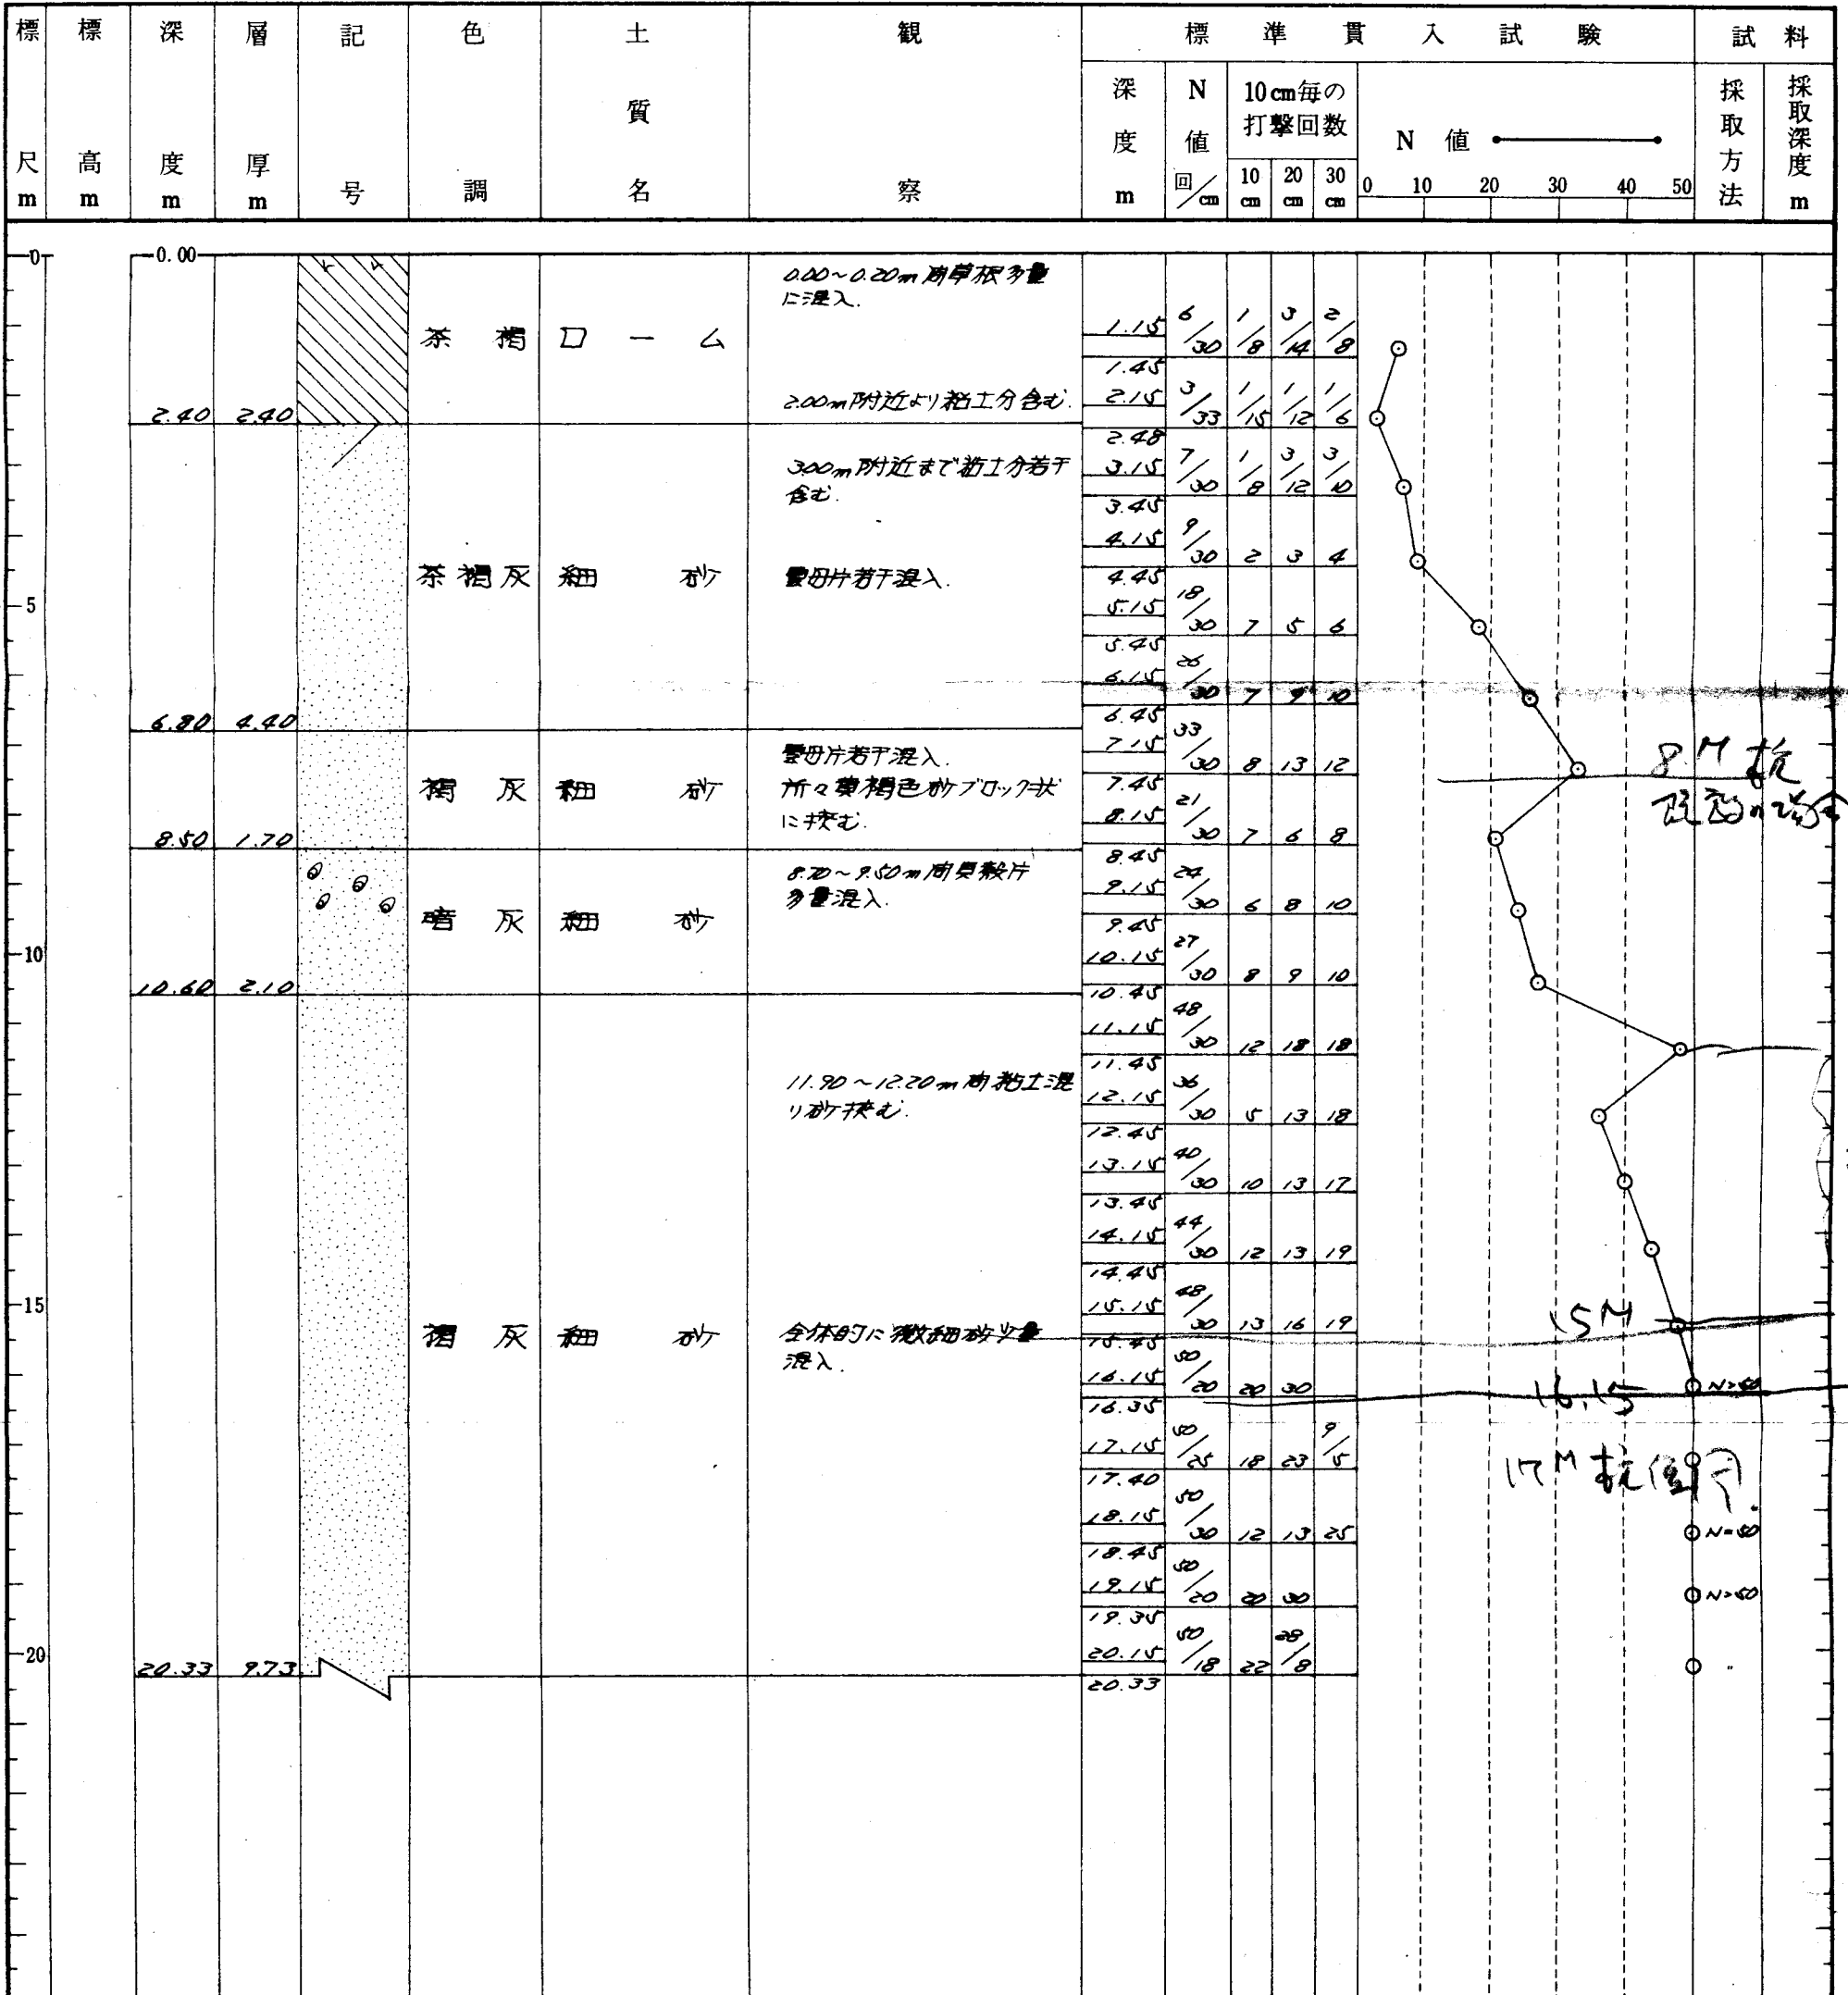 標尺 m
標高 m
深度 m
層厚 m
記号
色調
土質名
観察
標準貫入試験
深度 m
N値 回/cm
10cm毎の打撃回数
10cm 20cm 30cm
N値
0 10 20 30 40 50
試料
採取方法
採取深度 m
0
0.00
0.00～0.20m間草根多量
に混入.
茶褐 ローム
1.15 6/30 1/8 3/14 2/8
1.45
2.00m附近より粘土分含む.
2.15 3/33 1/15 1/12 1/6
2.40 2.40
2.48
3.00m附近まで粘土分若干
含む.
3.15 7/30 1/8 3/12 3/10
3.45
4.15 9/30 2 3 4
茶褐灰 細砂 雲母片若干混入.
4.45
5
5.15 18/30 7 5 6
5.45
6.15 26/30 7 9 10
6.45
6.80 4.40
7.15 33/30 8 13 12
雲母片若干混入.
褐灰 細砂 所々黄褐色砂ブロック状
に挟む.
7.45
8M杭
8.15 21/30 7 6 8
8.45
8.50 1.70
8.70～9.50m間貝殻片
多量混入.
9.15 24/30 6 8 10
暗灰 細砂
9.45
10
10.15 27/30 8 9 10
10.45
10.60 2.10
11.15 48/30 12 18 18
11.45
11.90～12.20m間粘土混
り砂挟む.
12.15 36/30 5 13 18
12.45
13.15 40/30 10 13 17
13.45
14.15 44/30 12 13 19
14.45
15
15.15 48/30 13 16 19
15M
褐灰 細砂 全体的に微細砂少量
混入.
15.45
16.15 50/20 20 30
N>50
16.35
16.15
17.15 50/25 18 23 9/5
17M杭
17.40
18.15 50/30 12 13 25
N=50
18.45
19.15 50/20 20 30
N>50
19.35
20
20.15 50/18 22 28/8
〃
20.33 9.73
20.33